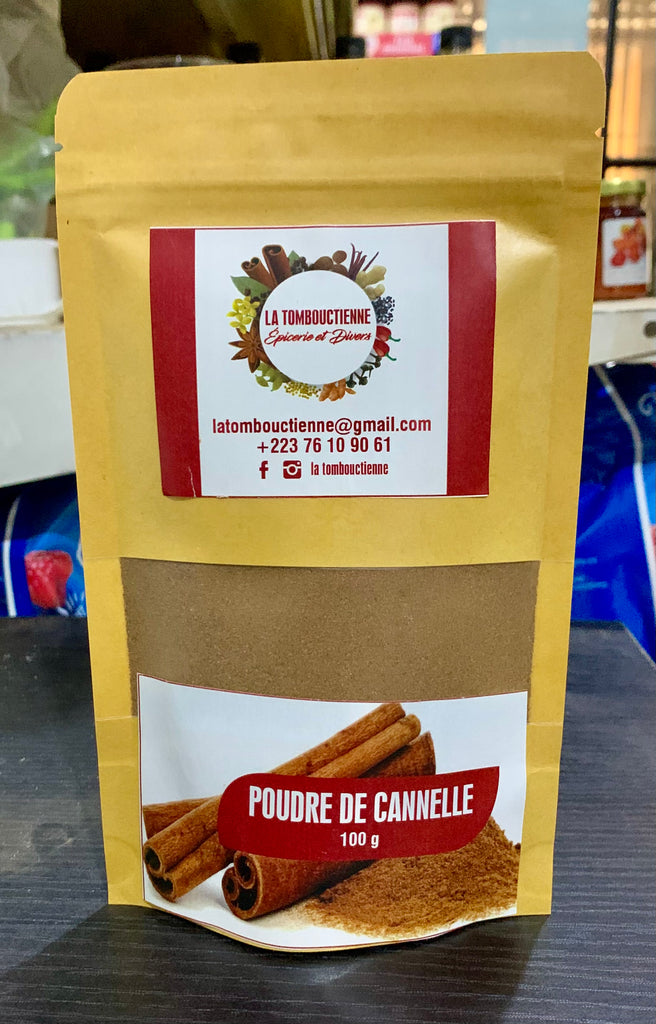 LA TOMBOUCTIENNE
Épicerie et Divers
latombouctienne@gmail.com
+223 76 10 90 61
la tombouctienne
POUDRE DE CANNELLE
100 g